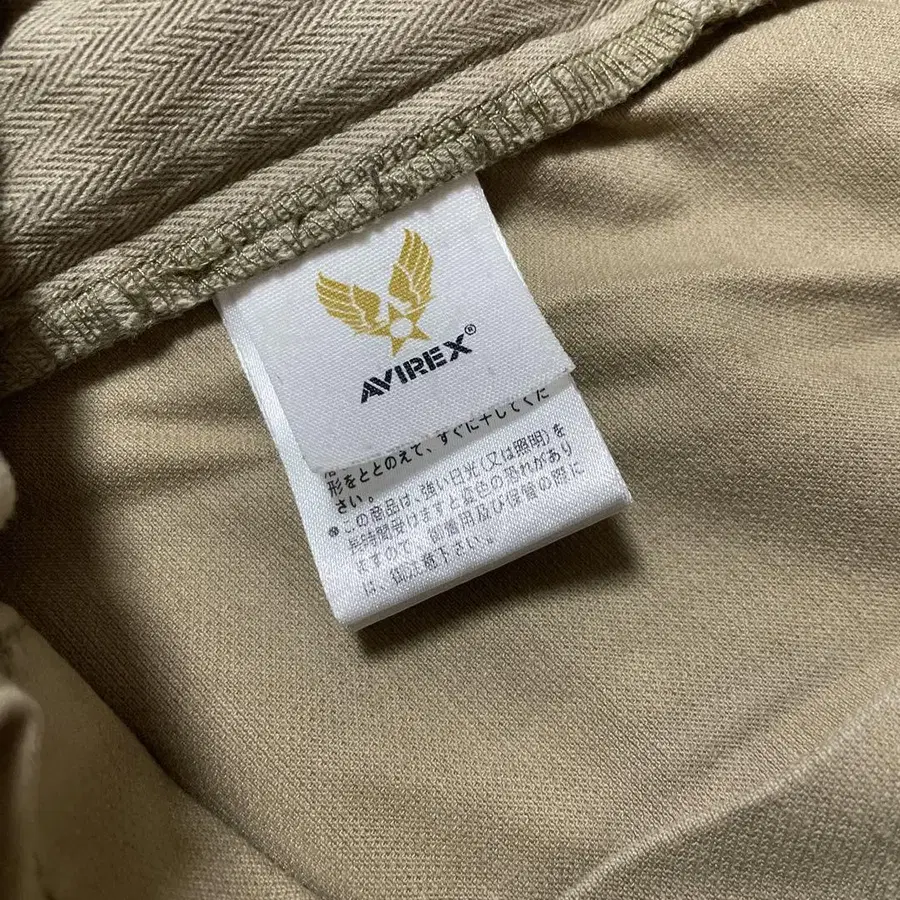 AVIREX®
形をととのえて、すぐに干してくだ
さい。
※この商品は、強い日光(又は照明)を
長時間受けますと変色の恐れがあり
ますので、御着用及び保管の際に
は、御注意下さい。